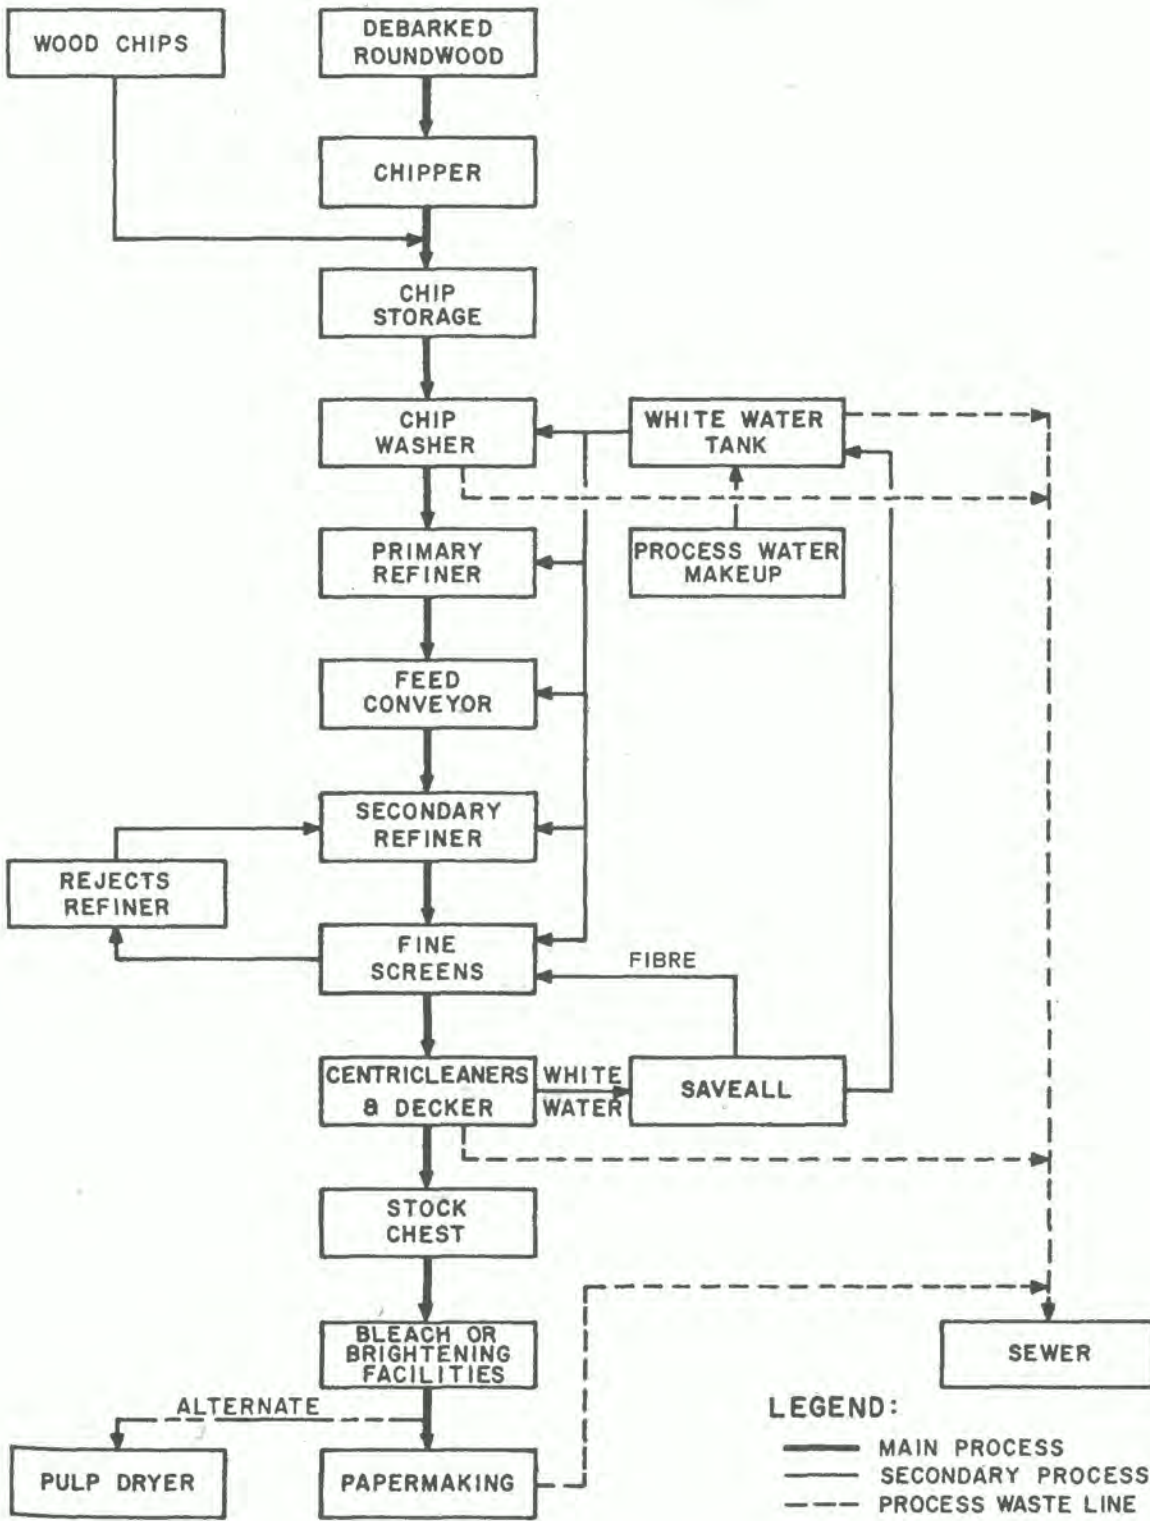 WOOD CHIPS
DEBARKED
ROUNDWOOD
CHIPPER
CHIP
STORAGE
CHIP
WASHER
WHITE WATER
TANK
PRIMARY
REFINER
PROCESS WATER
MAKEUP
FEED
CONVEYOR
SECONDARY
REFINER
REJECTS
REFINER
FINE
SCREENS
FIBRE
CENTRICLEANERS
& DECKER
WHITE
WATER
SAVEALL
STOCK
CHEST
BLEACH OR
BRIGHTENING
FACILITIES
SEWER
ALTERNATE
PULP DRYER
PAPERMAKING
LEGEND:
MAIN PROCESS
SECONDARY PROCESS
PROCESS WASTE LINE